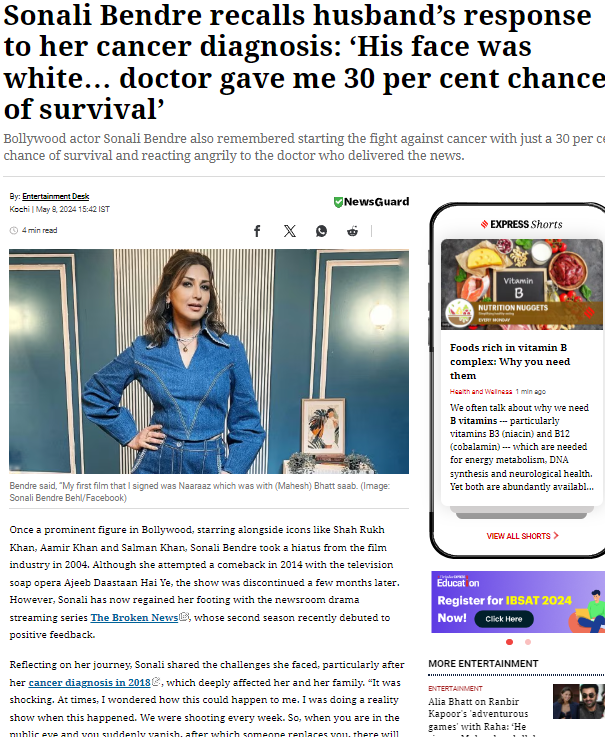 Sonali Bendre recalls husband’s response
to her cancer diagnosis: ‘His face was
white… doctor gave me 30 per cent chance
of survival’
Bollywood actor Sonali Bendre also remembered starting the fight against cancer with just a 30 per
chance of survival and reacting angrily to the doctor who delivered the news.
By: Entertainment Desk
Kochi | May 8, 2024 15:42 IST
NewsGuard
4 min read
Bendre said, "My first film that I signed was Naaraaz which was with (Mahesh) Bhatt saab. (Image:
Sonali Bendre Behl/Facebook)
Once a prominent figure in Bollywood, starring alongside icons like Shah Rukh
Khan, Aamir Khan and Salman Khan, Sonali Bendre took a hiatus from the film
industry in 2004. Although she attempted a comeback in 2014 with the television
soap opera Ajeeb Daastaan Hai Ye, the show was discontinued a few months later.
However, Sonali has now regained her footing with the newsroom drama
streaming series The Broken News, whose second season recently debuted to
positive feedback.
Reflecting on her journey, Sonali shared the challenges she faced, particularly after
her cancer diagnosis in 2018, which deeply affected her and her family. “It was
shocking. At times, I wondered how this could happen to me. I was doing a reality
show when this happened. We were shooting every week. So, when you are in the
public eye and you suddenly vanish, after which someone replaces you, there will
EXPRESS Shorts
Vitamin
B
NUTRITION NUGGETS
EVERY MONDAY
Foods rich in vitamin B
complex: Why you need
them
Health and Wellness 1 min ago
We often talk about why we need
B vitamins --- particularly
vitamins B3 (niacin) and B12
(cobalamin) --- which are needed
for energy metabolism, DNA
synthesis and neurological health.
Yet both are abundantly availabl...
VIEW ALL SHORTS
Education
Register for IBSAT 2024
Now! Click Here
MORE ENTERTAINMENT
ENTERTAINMENT
Alia Bhatt on Ranbir
Kapoor's 'adventurous
games' with Raha: 'He